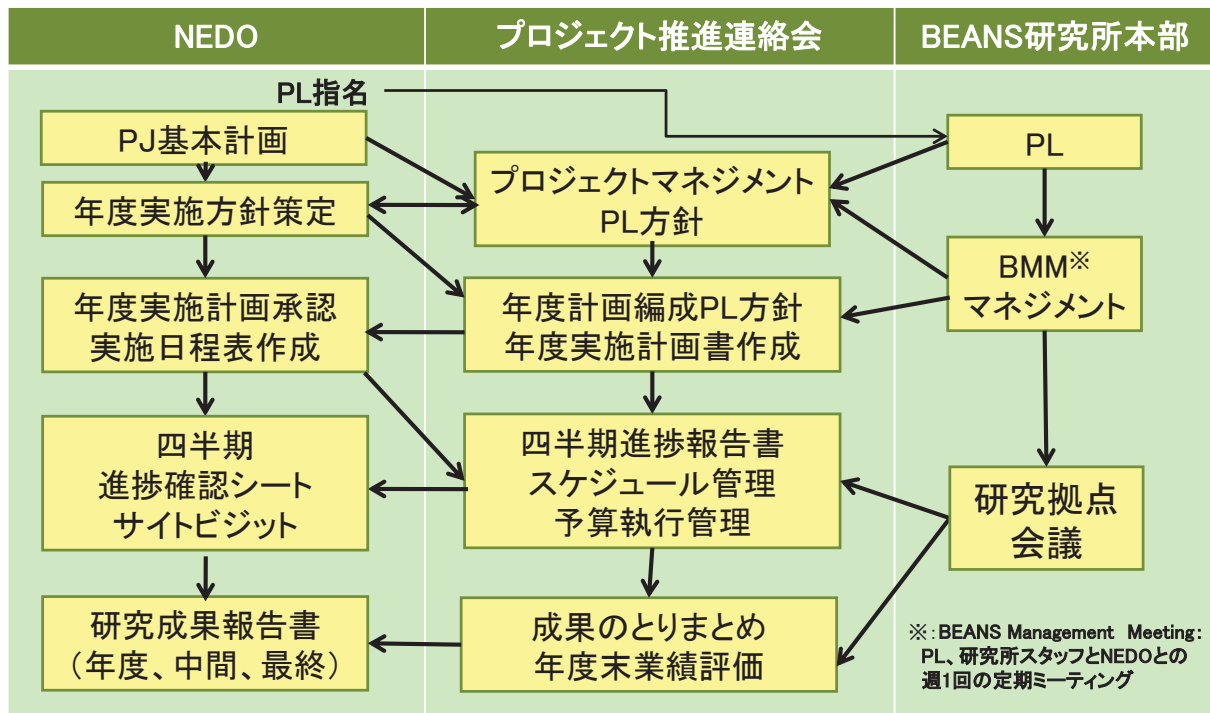 NEDO
プロジェクト推進連絡会
BEANS研究所本部
PL指名
PJ基本計画
年度実施方針策定
年度実施計画承認
実施日程表作成
四半期
進捗確認シート
サイトビジット
研究成果報告書
（年度、中間、最終）
プロジェクトマネジメント
PL方針
年度計画編成PL方針
年度実施計画書作成
四半期進捗報告書
スケジュール管理
予算執行管理
成果のとりまとめ
年度末業績評価
PL
BMM※
マネジメント
研究拠点
会議
※：BEANS Management Meeting：
PL、研究所スタッフとNEDOとの
週1回の定期ミーティング